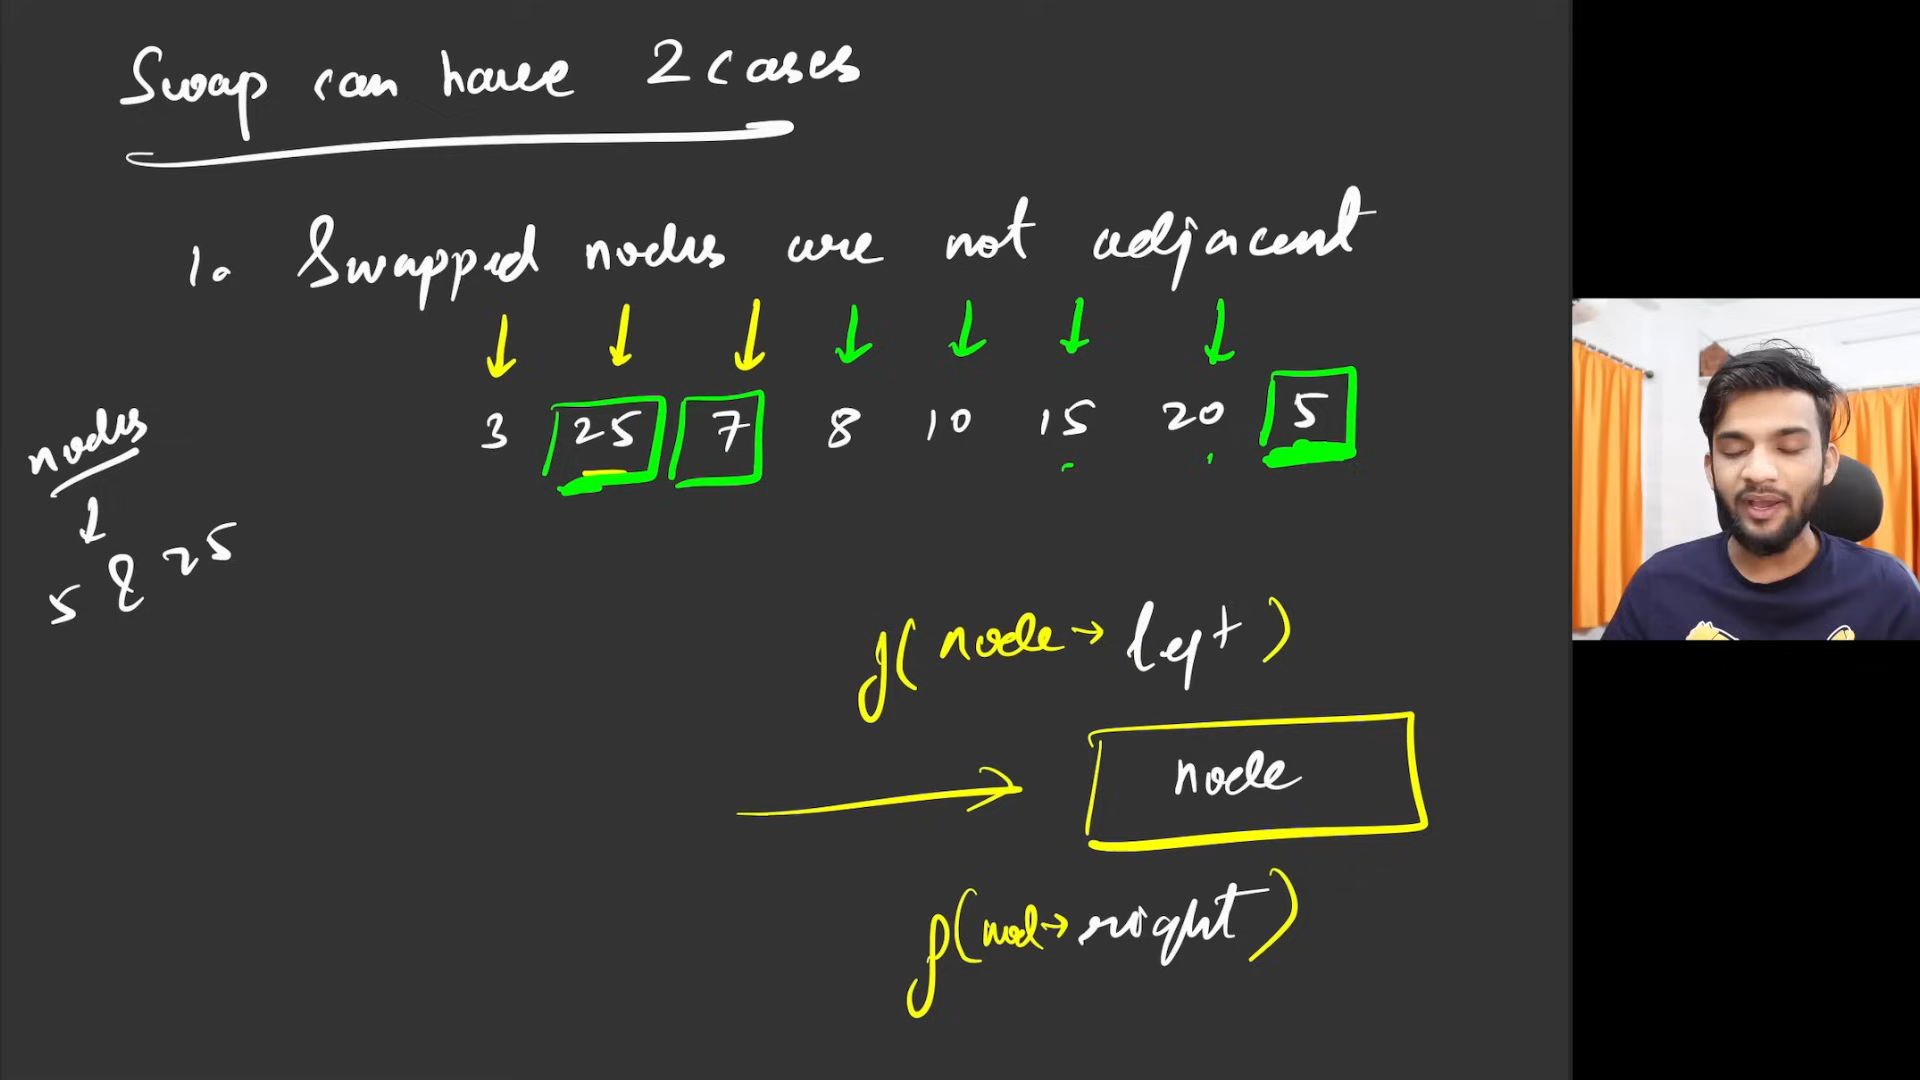 Swap can have 2 cases
1. Swapped nodes are not adjacent
3 25 7 8 10 15 20 5
nodes
5 & 25
f(node→left)
node
f(nod→right)